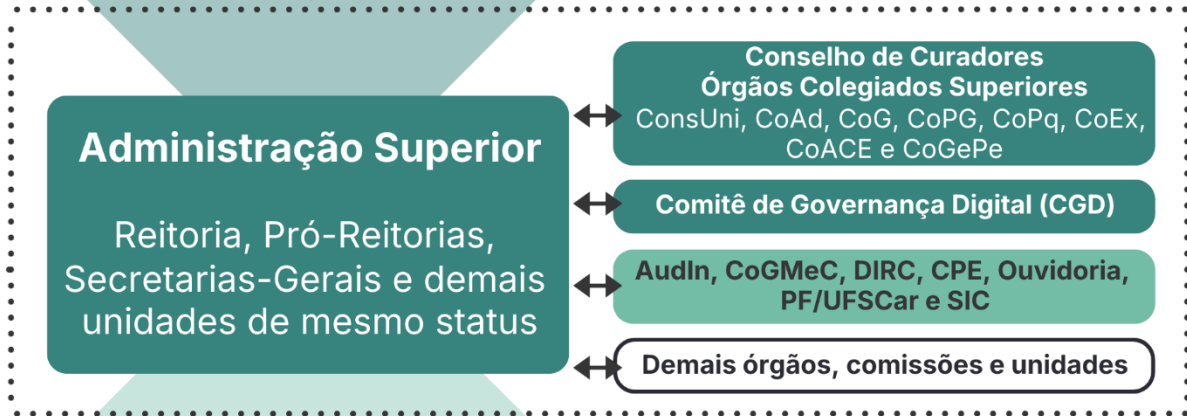 Administração Superior
Reitoria, Pró-Reitorias,
Secretarias-Gerais e demais
unidades de mesmo status
Conselho de Curadores
Órgãos Colegiados Superiores
ConsUni, CoAd, CoG, CoPG, CoPq, CoEx,
CoACE e CoGePe
Comitê de Governança Digital (CGD)
AudIn, CoGMeC, DIRC, CPE, Ouvidoria,
PF/UFSCar e SIC
Demais órgãos, comissões e unidades